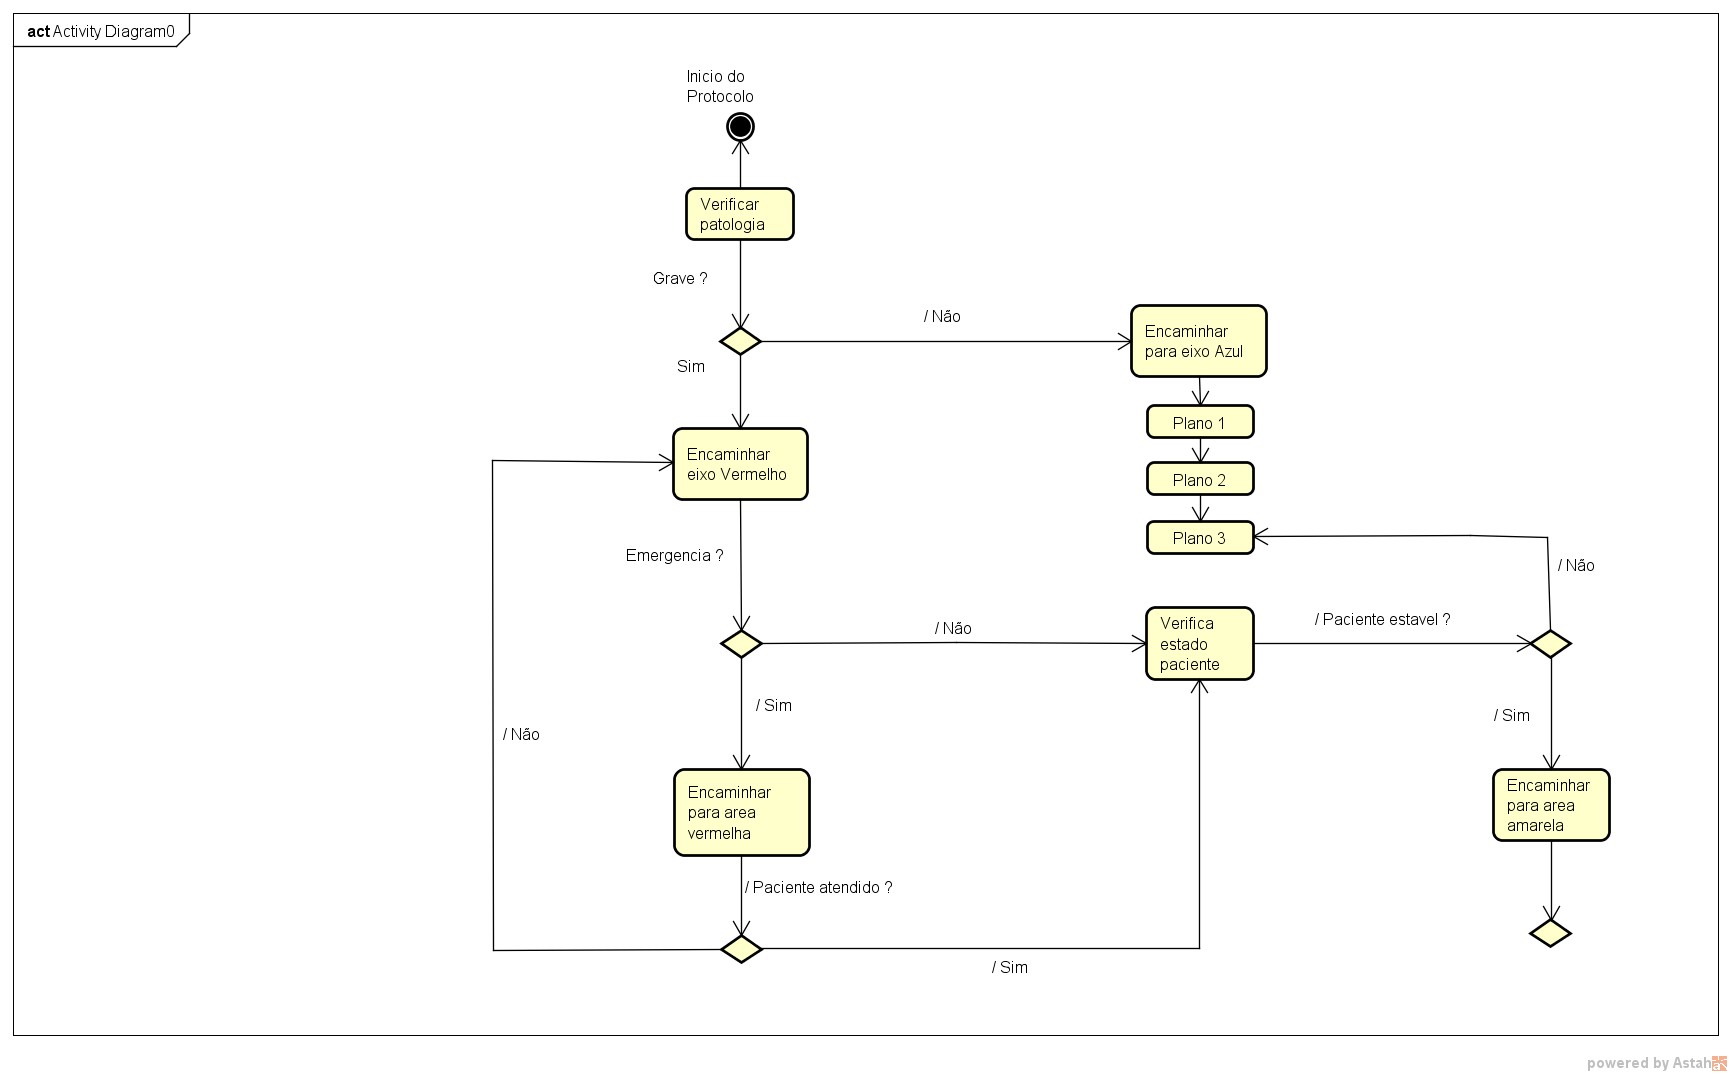 act Activity Diagram0
Inicio do
Protocolo
Verificar
patologia
Grave ?
/ Não
Encaminhar
para eixo Azul
Sim
Plano 1
Encaminhar
eixo Vermelho
Plano 2
Plano 3
Emergencia ?
/ Não
/ Não
Verifica
estado
paciente
/ Paciente estavel ?
/ Sim
/ Sim
/ Não
Encaminhar
para area
vermelha
Encaminhar
para area
amarela
/ Paciente atendido ?
/ Sim
powered by Astah